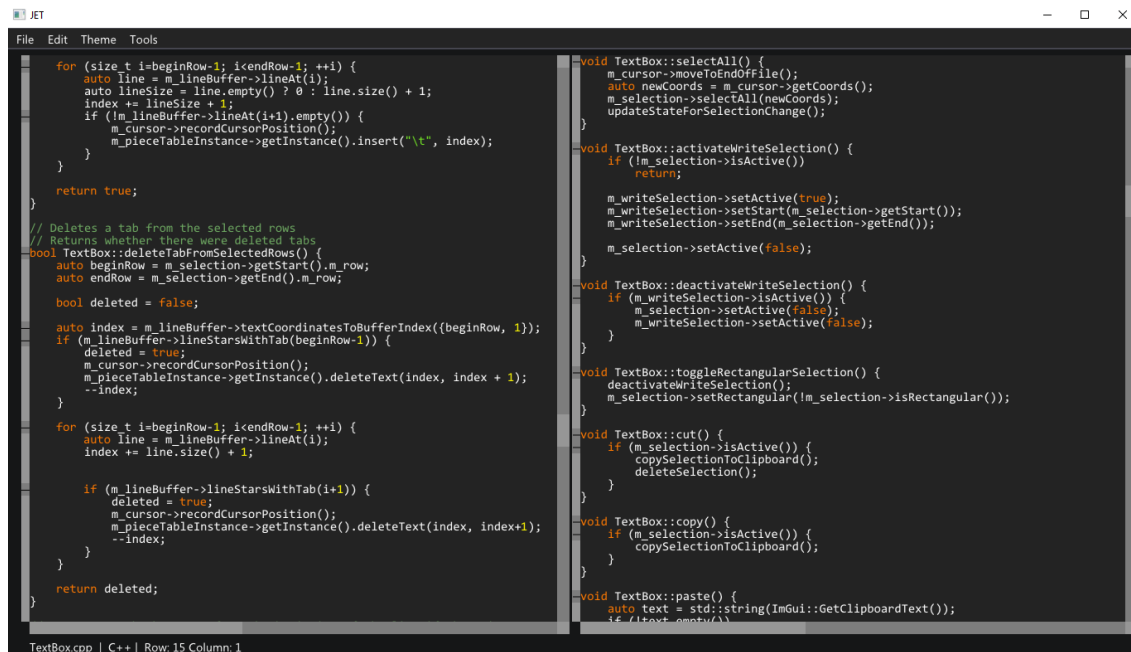 JET
File Edit Theme Tools
for (size_t i=beginRow-1; i<endRow-1; ++i) {
auto line = m_lineBuffer->lineAt(i);
auto lineSize = line.empty() ? 0 : line.size() + 1;
index += lineSize + 1;
if (!m_lineBuffer->lineAt(i+1).empty()) {
m_cursor->recordCursorPosition();
m_pieceTableInstance->getInstance().insert("\t", index);
}
}
return true;
}
// Deletes a tab from the selected rows
// Returns whether there were deleted tabs
bool TextBox::deleteTabFromSelectedRows() {
auto beginRow = m_selection->getStart().m_row;
auto endRow = m_selection->getEnd().m_row;
bool deleted = false;
auto index = m_lineBuffer->textCoordinatesToBufferIndex({beginRow, 1});
if (m_lineBuffer->lineStarsWithTab(beginRow-1)) {
deleted = true;
m_cursor->recordCursorPosition();
m_pieceTableInstance->getInstance().deleteText(index, index + 1);
--index;
}
for (size_t i=beginRow-1; i<endRow-1; ++i) {
auto line = m_lineBuffer->lineAt(i);
index += line.size() + 1;
if (m_lineBuffer->lineStarsWithTab(i+1)) {
deleted = true;
m_cursor->recordCursorPosition();
m_pieceTableInstance->getInstance().deleteText(index, index+1);
--index;
}
}
return deleted;
}
void TextBox::selectAll() {
m_cursor->moveToEndOfFile();
auto newCoords = m_cursor->getCoords();
m_selection->selectAll(newCoords);
updateStateForSelectionChange();
}
void TextBox::activateWriteSelection() {
if (!m_selection->isActive())
return;
m_writeSelection->setActive(true);
m_writeSelection->setStart(m_selection->getStart());
m_writeSelection->setEnd(m_selection->getEnd());
m_selection->setActive(false);
}
void TextBox::deactivateWriteSelection() {
if (m_writeSelection->isActive()) {
m_selection->setActive(false);
m_writeSelection->setActive(false);
}
}
void TextBox::toggleRectangularSelection() {
deactivateWriteSelection();
m_selection->setRectangular(!m_selection->isRectangular());
}
void TextBox::cut() {
if (m_selection->isActive()) {
copySelectionToClipboard();
deleteSelection();
}
}
void TextBox::copy() {
if (m_selection->isActive()) {
copySelectionToClipboard();
}
}
void TextBox::paste() {
auto text = std::string(ImGui::GetClipboardText());
if (!text.empty())
TextBox.cpp | C++ | Row: 15 Column: 1